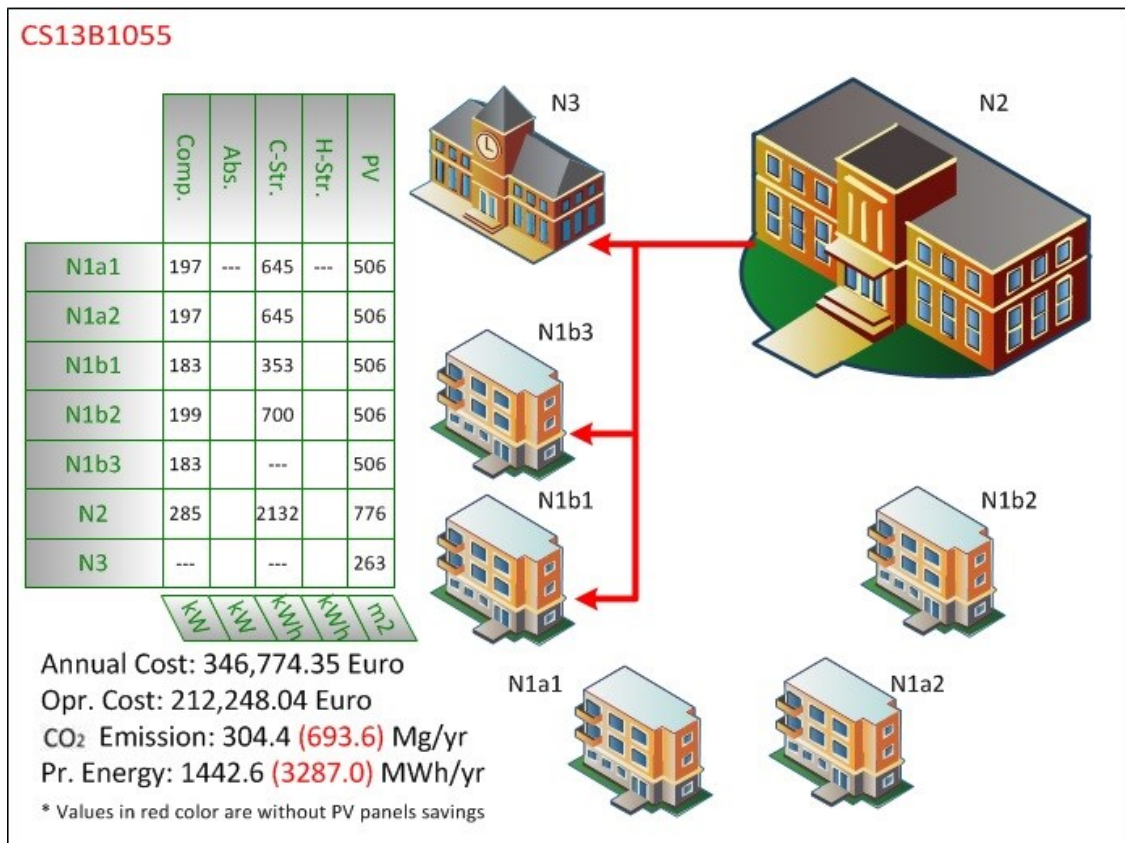 CS13B1055
Comp. Abs. C-Str. H-Str. PV
N1a1 197 --- 645 --- 506
N1a2 197 645 506
N1b1 183 353 506
N1b2 199 700 506
N1b3 183 --- 506
N2 285 2132 776
N3 --- --- 263
kW kW kWh kWh m2
Annual Cost: 346,774.35 Euro
Opr. Cost: 212,248.04 Euro
CO₂ Emission: 304.4 (693.6) Mg/yr
Pr. Energy: 1442.6 (3287.0) MWh/yr
* Values in red color are without PV panels savings
N3
N2
N1b3
N1b1
N1b2
N1a1
N1a2